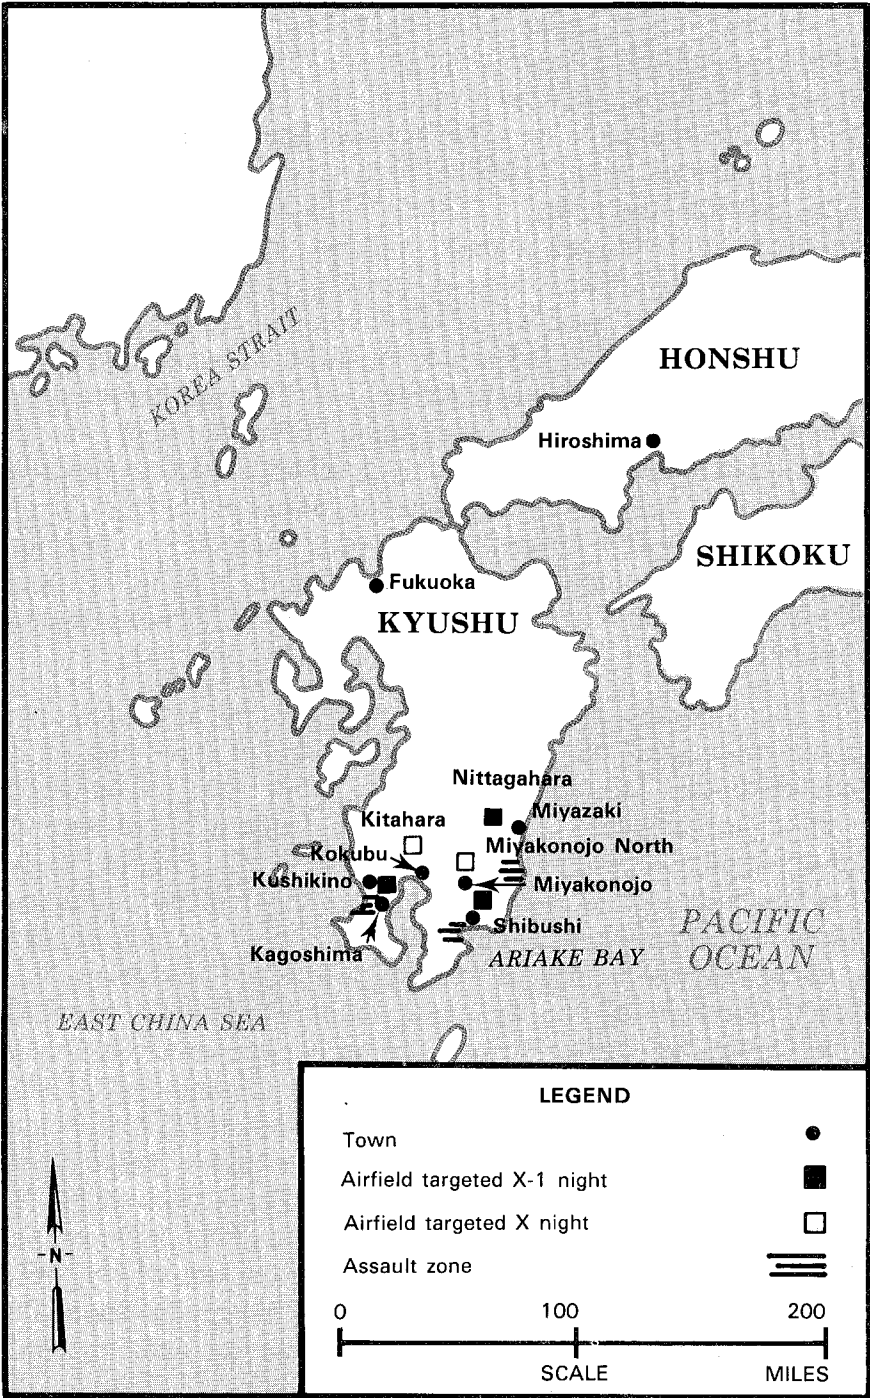 KOREA STRAIT
HONSHU
Hiroshima
SHIKOKU
Fukuoka
KYUSHU
Nittagahara
Miyazaki
Kitahara
Miyakonojo North
Kokubu
Kushikino
Miyakonojo
Shibushi
PACIFIC
OCEAN
Kagoshima
ARIAKE BAY
EAST CHINA SEA
LEGEND
Town
Airfield targeted X-1 night
Airfield targeted X night
Assault zone
-N-
0 100 200
SCALE MILES